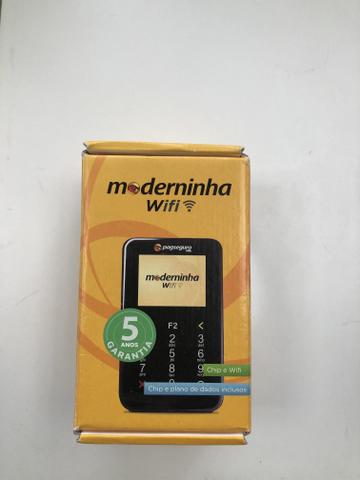 moderninha
Wifi
pagseguro
moderninha
Wifi
F2 <
2 3
5 6
7 8 9
5
ANOS
GARANTIA
Chip e Wifi
Chip e plano de dados inclusos